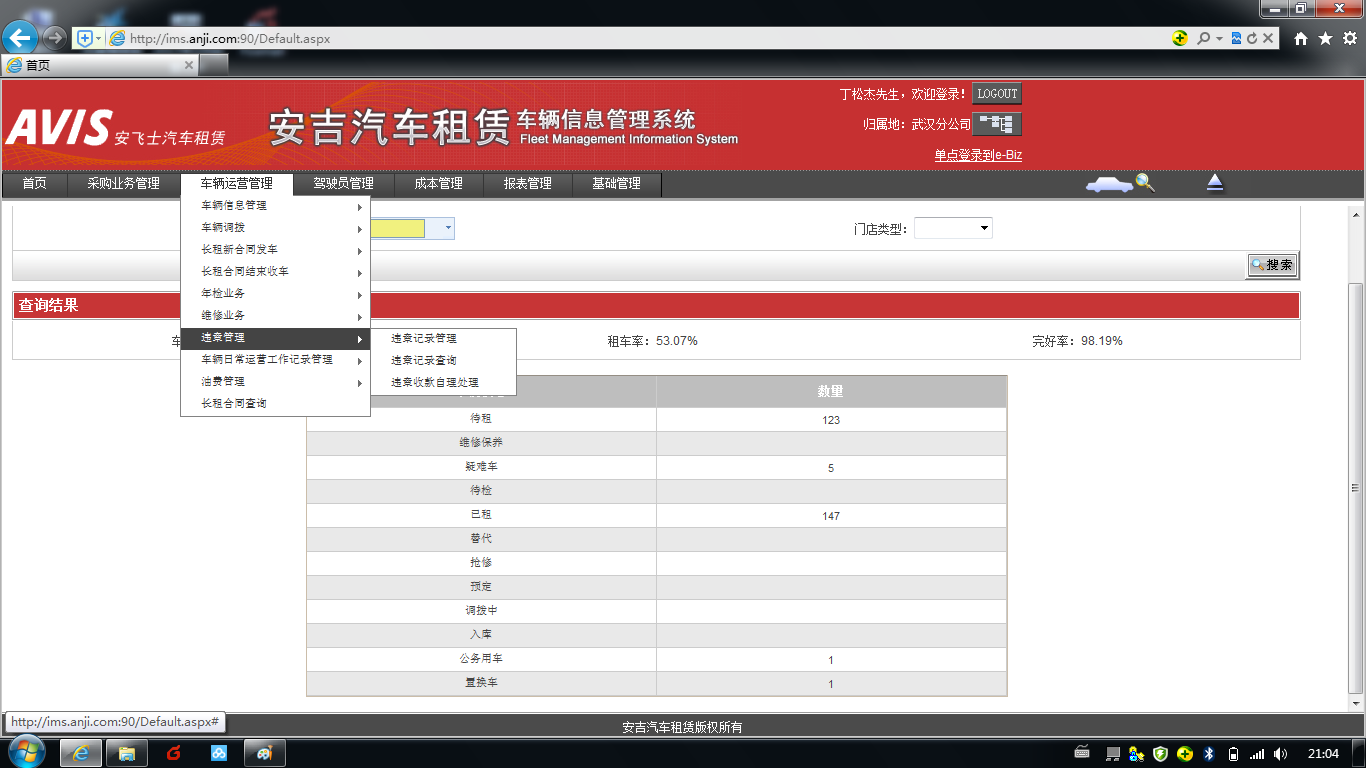 http://ims.anji.com:90/Default.aspx
首页
AVIS 安飞士汽车租赁
安吉汽车租赁 车辆信息管理系统
Fleet Management Information System
丁松杰先生，欢迎登录！ LOGOUT
归属地：武汉分公司
单点登录到e-Biz
首页 采购业务管理 车辆运营管理 驾驶员管理 成本管理 报表管理 基础管理
车辆信息管理
车辆调拨
门店类型：
长租新合同发车
长租合同结束收车
搜索
年检业务
查询结果
维修业务
违章管理
违章记录管理
租车率：53.07%
完好率：98.19%
车辆日常运营工作记录管理
违章记录查询
油费管理
违章收款自理处理
长租合同查询
数里
待租 123
维修保养
疑难车 5
待检
已租 147
替代
抢修
预定
调拨中
入库
公务用车 1
置换车 1
http://ims.anji.com:90/Default.aspx#
安吉汽车租赁版权所有
21:04